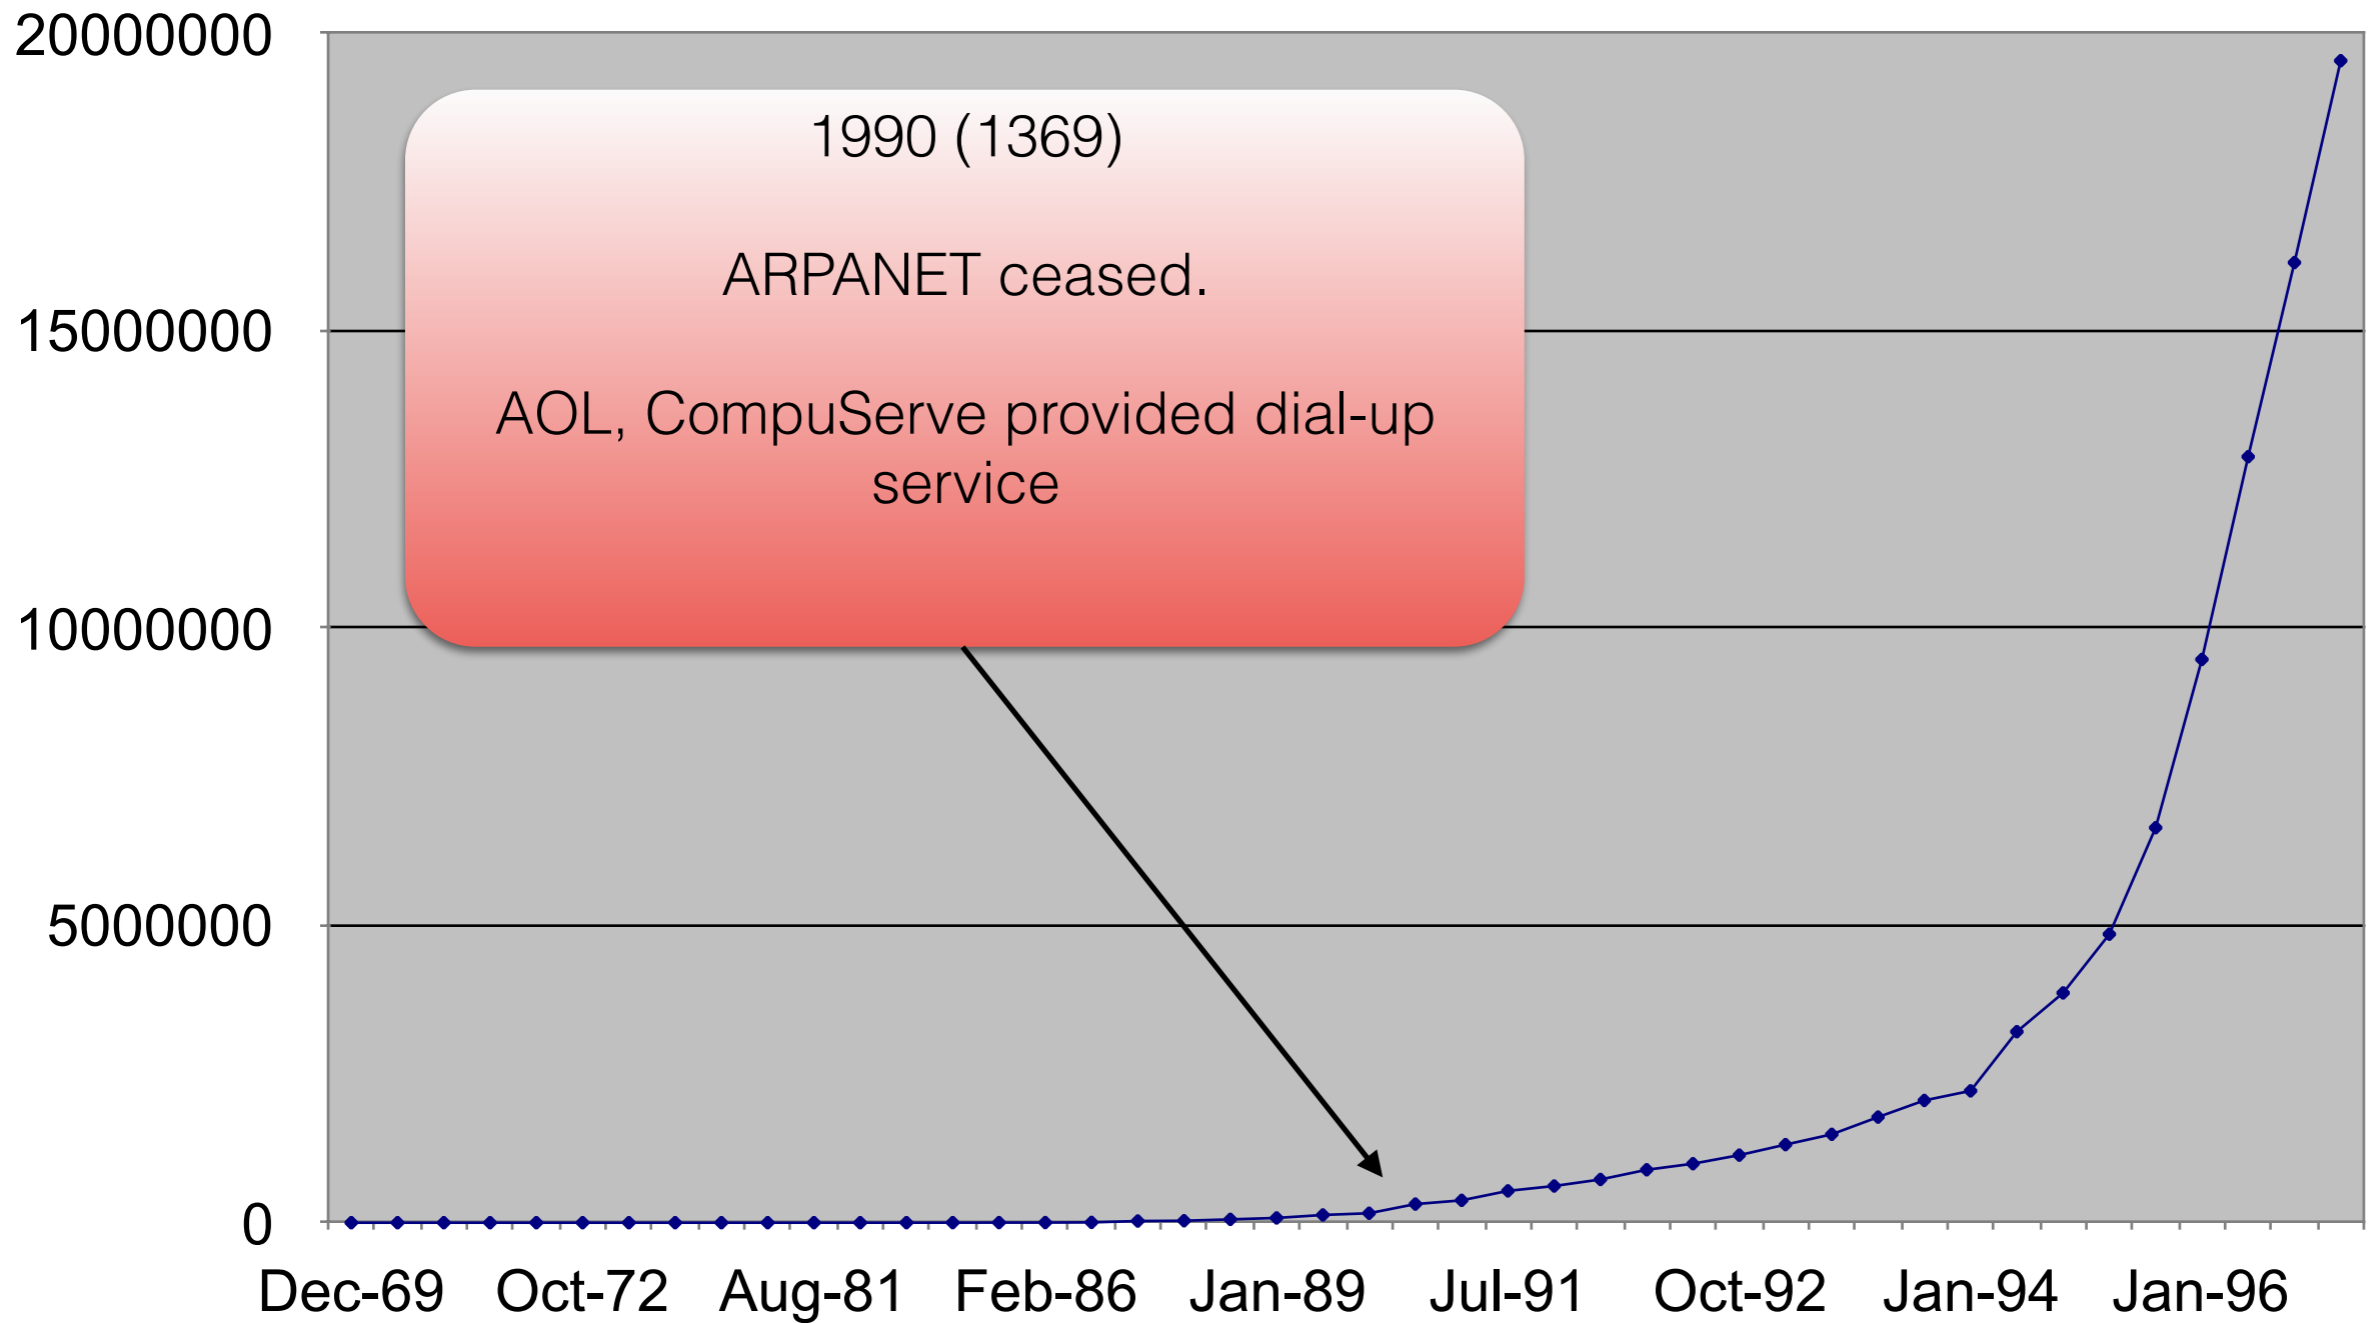 20000000
15000000
10000000
5000000
0
1990 (1369)
ARPANET ceased.
AOL, CompuServe provided dial-up
service
Dec-69 Oct-72 Aug-81 Feb-86 Jan-89 Jul-91 Oct-92 Jan-94 Jan-96